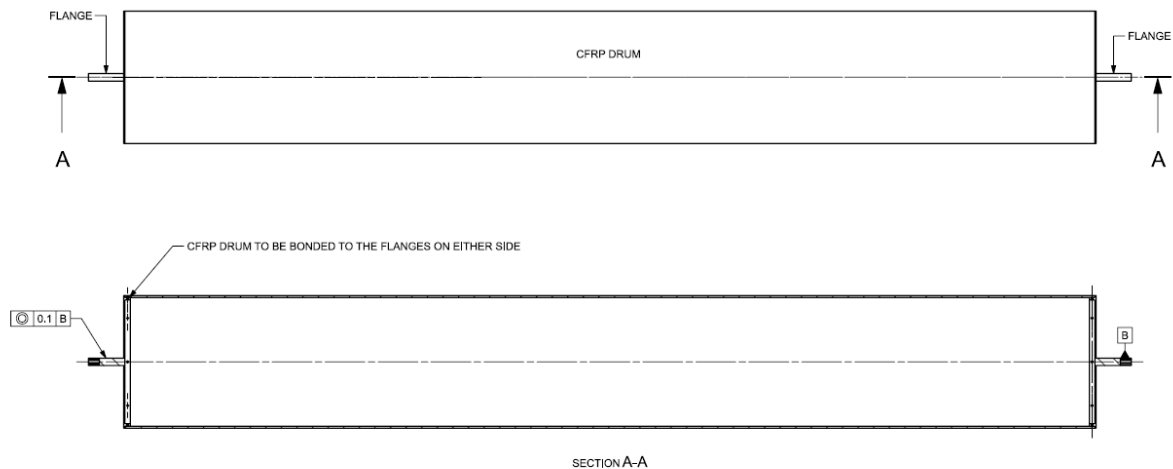 FLANGE
CFRP DRUM
FLANGE
A
A
CFRP DRUM TO BE BONDED TO THE FLANGES ON EITHER SIDE
◎ 0.1 B
B
SECTION A-A